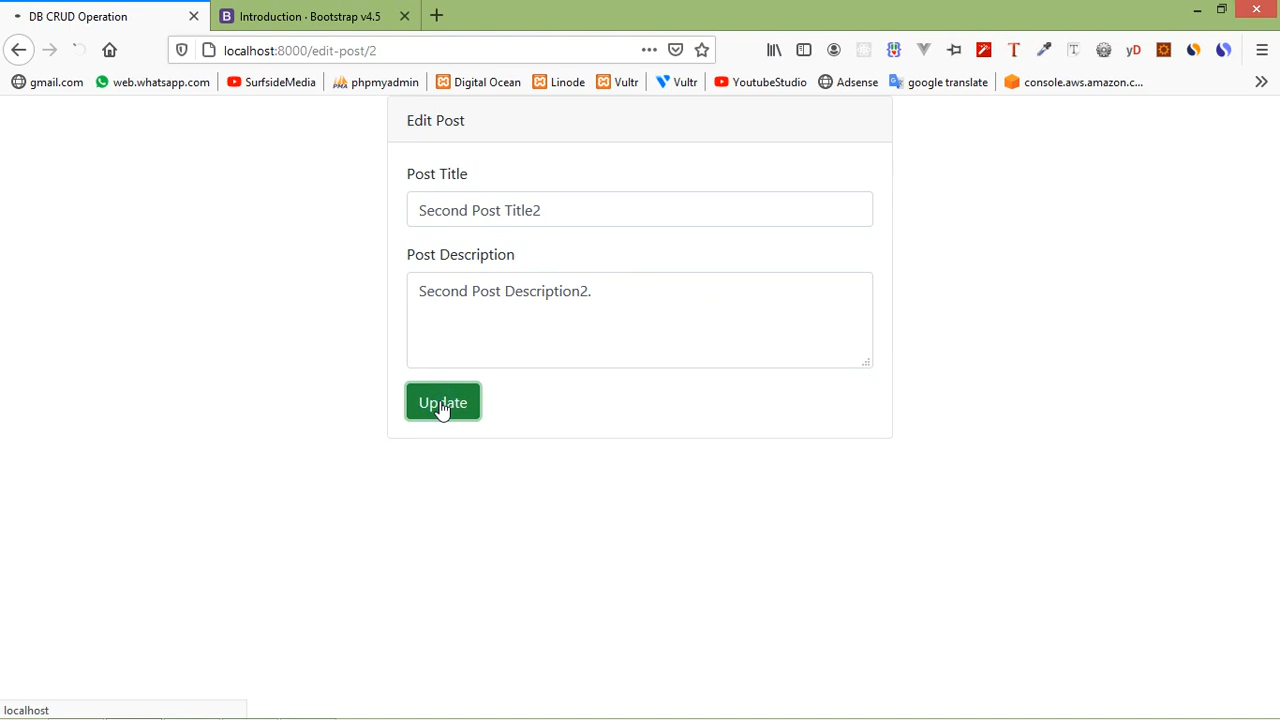 DB CRUD Operation
B Introduction · Bootstrap v4.5
localhost:8000/edit-post/2
T T yD
gmail.com web.whatsapp.com SurfsideMedia PMA phpmyadmin Digital Ocean Linode Vultr Vultr YoutubeStudio Adsense google translate console.aws.amazon.c...
Edit Post
Post Title
Second Post Title2
Post Description
Second Post Description2.
Update
localhost